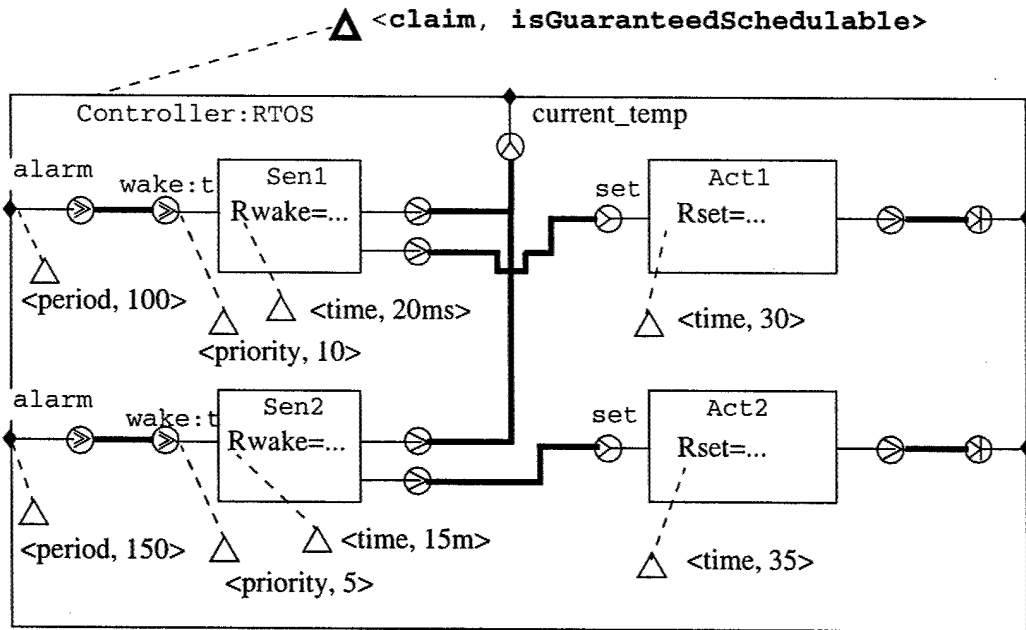 <claim, isGuaranteedSchedulable>
Controller:RTOS
current_temp
alarm
wake:t
Sen1
Rwake=...
set
Act1
Rset=...
<period, 100>
<time, 20ms>
<priority, 10>
<time, 30>
alarm
wake:t
Sen2
Rwake=...
set
Act2
Rset=...
<period, 150>
<time, 15m>
<priority, 5>
<time, 35>